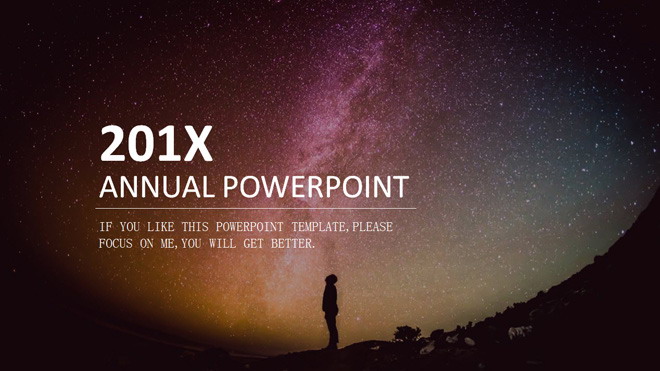 201X
ANNUAL POWERPOINT
IF YOU LIKE THIS POWERPOINT TEMPLATE,PLEASE
FOCUS ON ME,YOU WILL GET BETTER.